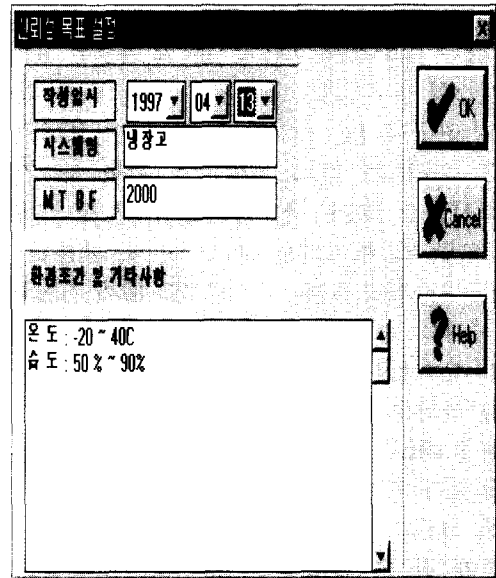 신뢰성 목표 설정
작성일시 1997 04 13
시스템명 냉장고
MTBF 2000
환경조건 및 기타사항
온 도 : -20 ~ 40C
습 도 : 50 % ~ 90%
OK
Cancel
Help